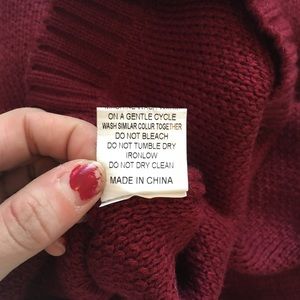 ON A GENTLE CYCLE
WASH SIMILAR COLUR TOGETHER
DO NOT BLEACH
DO NOT TUMBLE DRY
IRONLOW
DO NOT DRY CLEAN
MADE IN CHINA